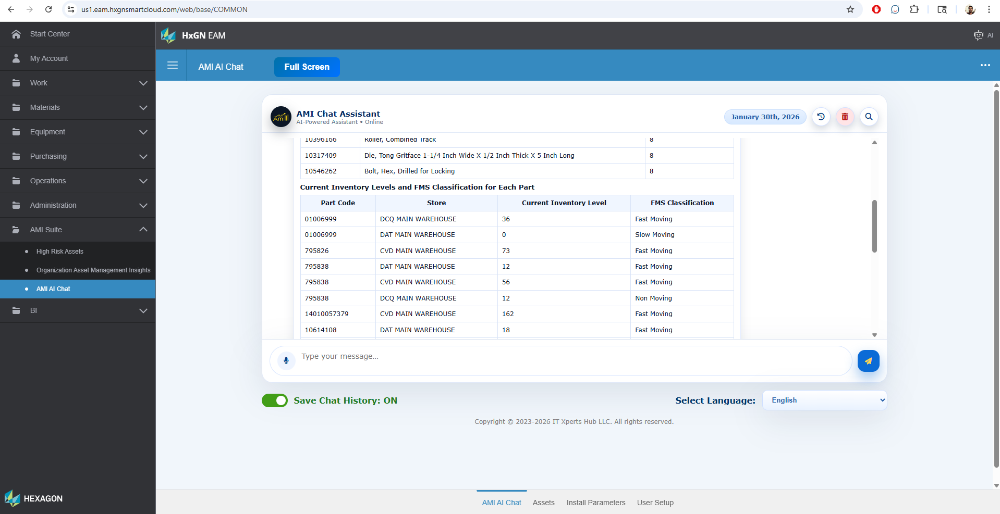 us1.eam.hxgnsmartcloud.com/web/base/COMMON
Start Center
My Account
Work
Materials
Equipment
Purchasing
Operations
Administration
AMI Suite
High Risk Assets
Organization Asset Management Insights
AMI AI Chat
BI
HEXAGON
HxGN EAM
AI
AMI AI Chat
Full Screen
AMI Chat Assistant
AI-Powered Assistant • Online
January 30th, 2026
10396166 Roller, Combined Track 8
10317409 Die, Tong Gritface 1-1/4 Inch Wide X 1/2 Inch Thick X 5 Inch Long 8
10546262 Bolt, Hex, Drilled for Locking 8
Current Inventory Levels and FMS Classification for Each Part
Part Code Store Current Inventory Level FMS Classification
01006999 DCQ MAIN WAREHOUSE 36 Fast Moving
01006999 DAT MAIN WAREHOUSE 0 Slow Moving
795826 CVD MAIN WAREHOUSE 73 Fast Moving
795838 DAT MAIN WAREHOUSE 12 Fast Moving
795838 CVD MAIN WAREHOUSE 56 Fast Moving
795838 DCQ MAIN WAREHOUSE 12 Non Moving
14010057379 CVD MAIN WAREHOUSE 162 Fast Moving
10614108 DAT MAIN WAREHOUSE 18 Fast Moving
Type your message...
Save Chat History: ON
Select Language: English
Copyright © 2023-2026 IT Xperts Hub LLC. All rights reserved.
AMI AI Chat Assets Install Parameters User Setup